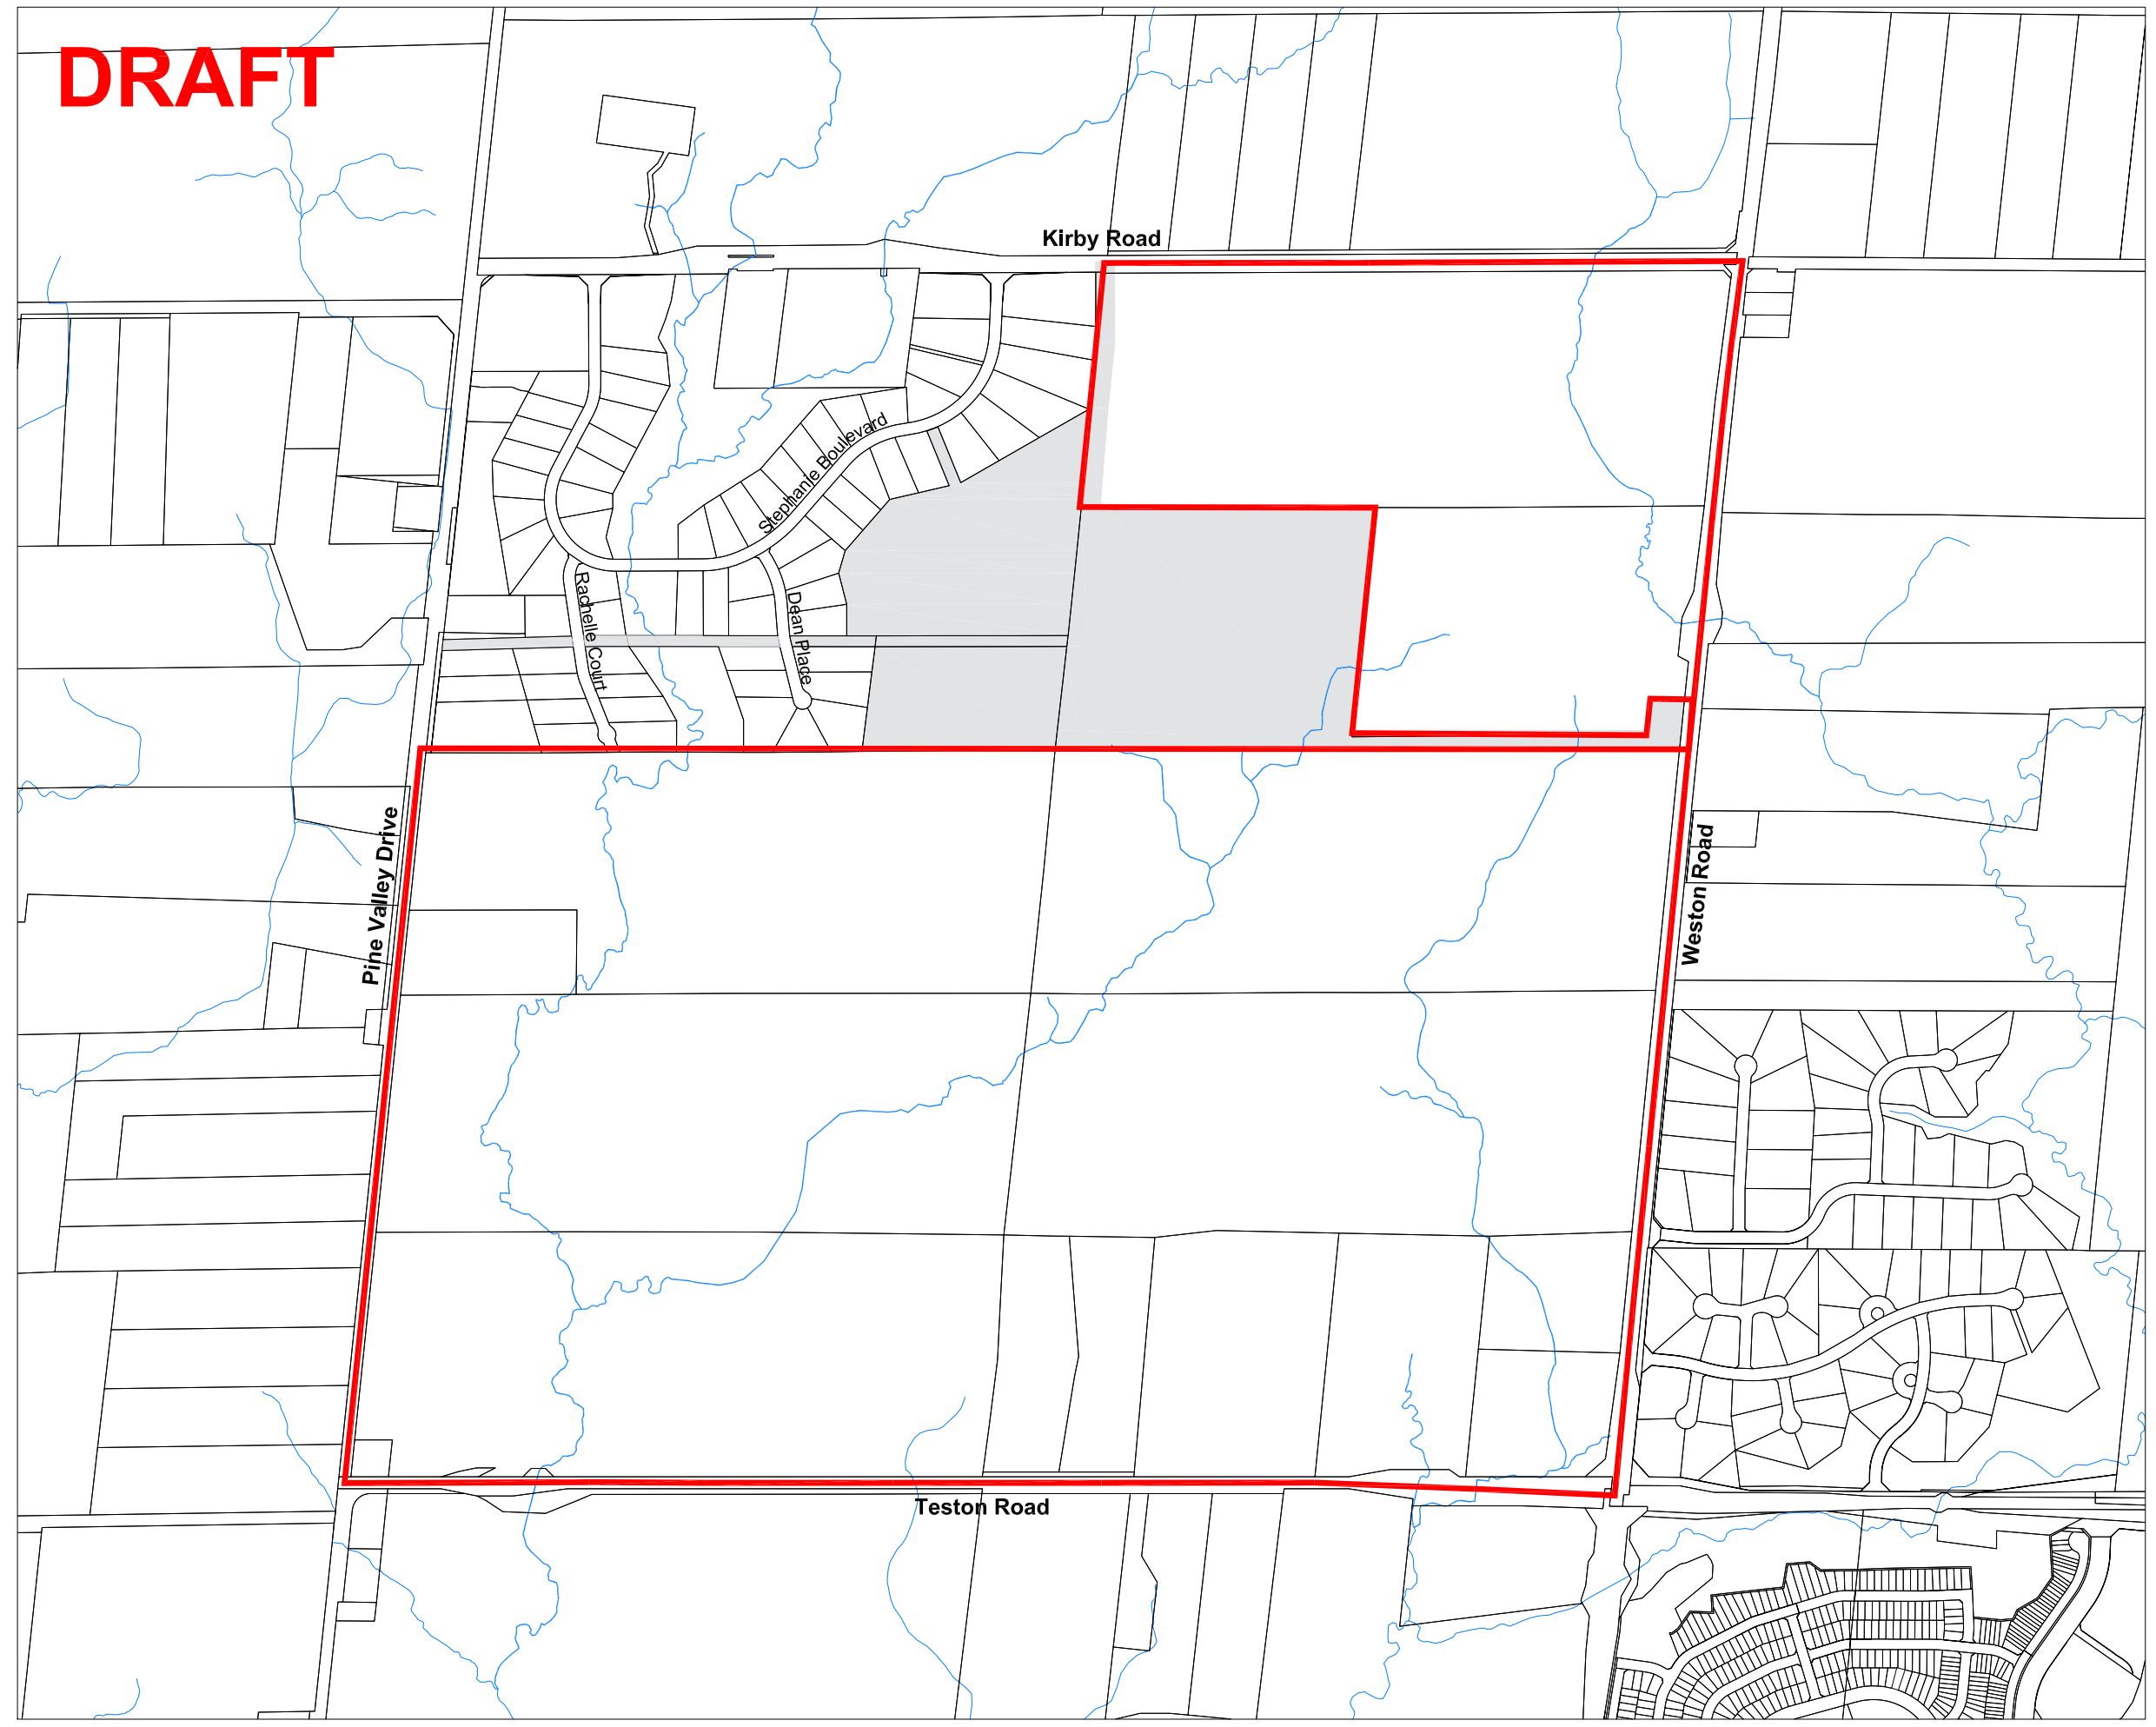 DRAFT
Kirby Road
Stephanie Boulevard
Rachelle Court
Dean Place
Pine Valley Drive
Weston Road
Teston Road